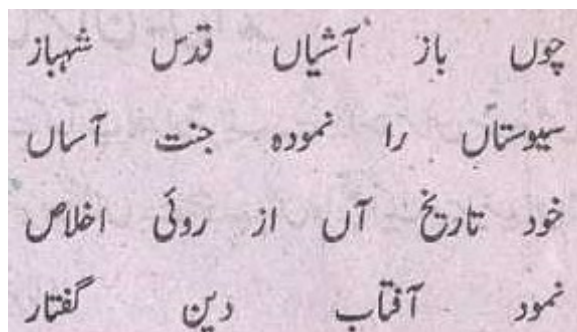 چوں باز آشیاں قدس شہباز
سیوستاں را نمودہ جنت آساں
خود تاریخ آں از روئی اخلاص
نمود آفتاب دین گفتار